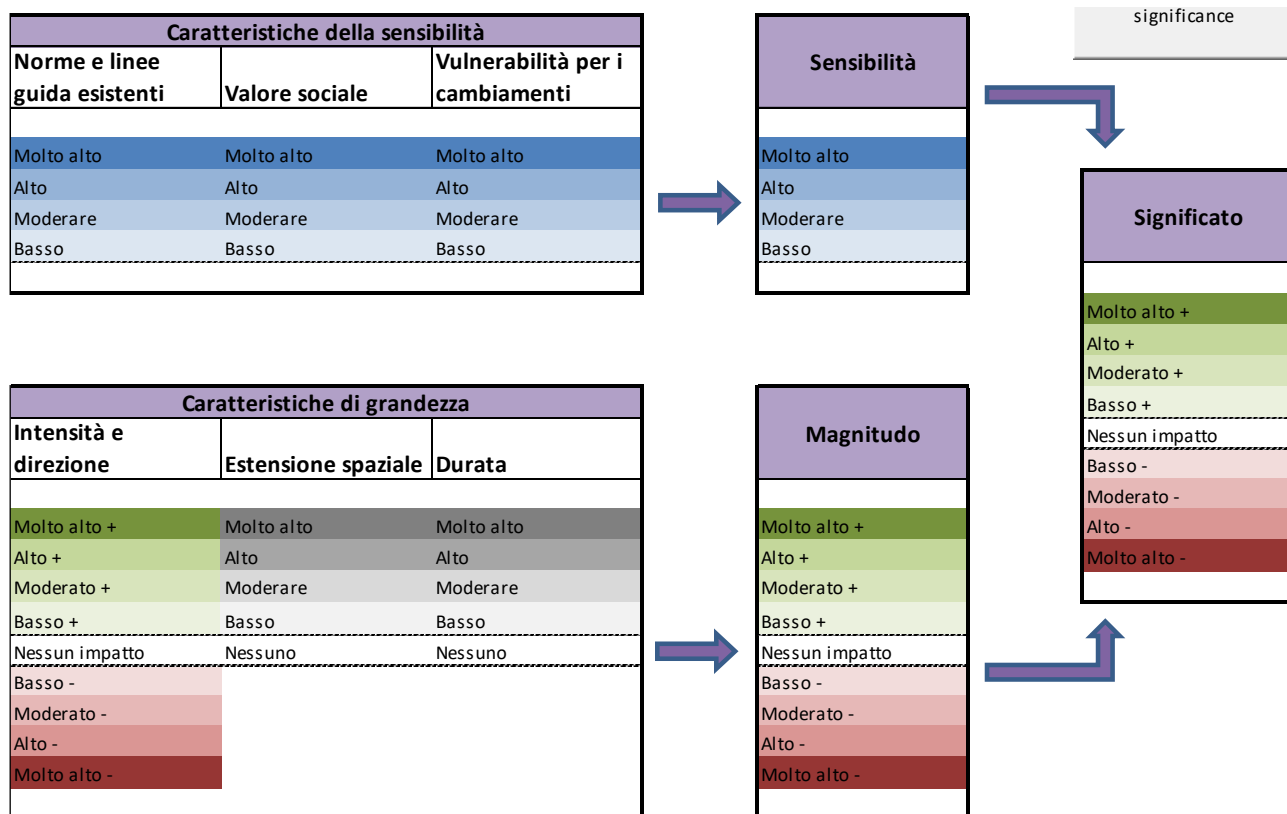 significance
Caratteristiche della sensibilità
Norme e linee guida esistenti
Valore sociale
Vulnerabilità per i cambiamenti
Molto alto Molto alto Molto alto
Alto Alto Alto
Moderare Moderare Moderare
Basso Basso Basso
Sensibilità
Molto alto
Alto
Moderare
Basso
Caratteristiche di grandezza
Intensità e direzione
Estensione spaziale
Durata
Molto alto + Molto alto Molto alto
Alto + Alto Alto
Moderato + Moderare Moderare
Basso + Basso Basso
Nessun impatto Nessuno Nessuno
Basso -
Moderato -
Alto -
Molto alto -
Magnitudo
Molto alto +
Alto +
Moderato +
Basso +
Nessun impatto
Basso -
Moderato -
Alto -
Molto alto -
Significato
Molto alto +
Alto +
Moderato +
Basso +
Nessun impatto
Basso -
Moderato -
Alto -
Molto alto -